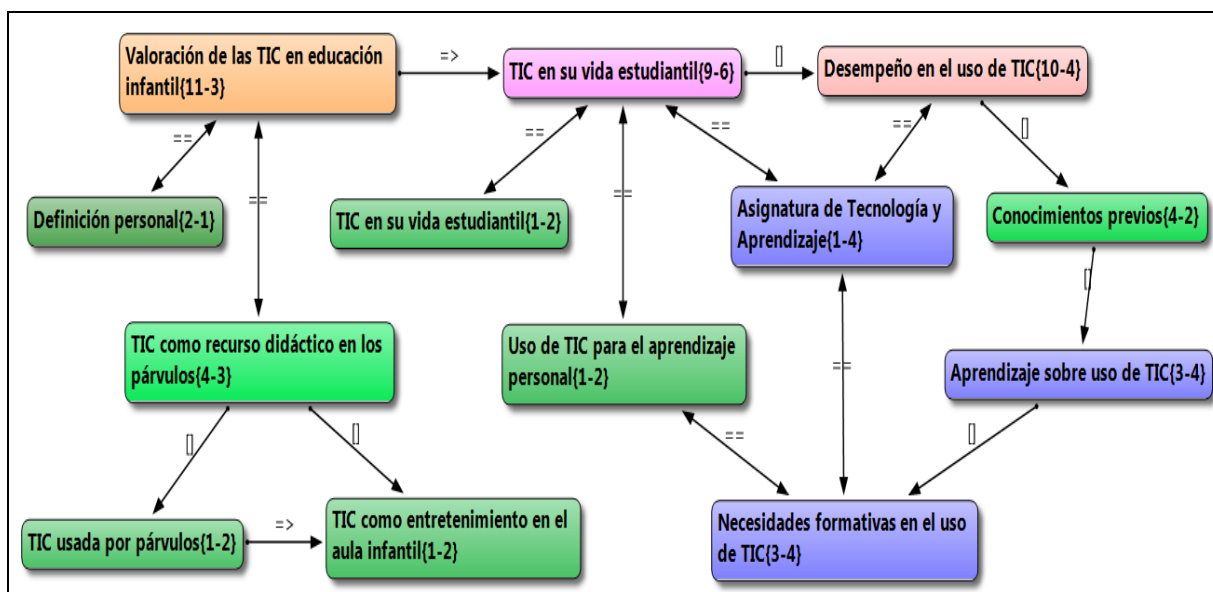 Valoración de las TIC en educación
infantil{11-3}
=>
TIC en su vida estudiantil{9-6}
[]
Desempeño en el uso de TIC{10-4}
==
==
==
==
==
[]
==
Definición personal{2-1}
TIC en su vida estudiantil{1-2}
Asignatura de Tecnología y
Aprendizaje{1-4}
Conocimientos previos{4-2}
[]
TIC como recurso didáctico en los
párvulos{4-3}
Uso de TIC para el aprendizaje
personal{1-2}
==
Aprendizaje sobre uso de TIC{3-4}
[]
[]
==
[]
TIC usada por párvulos{1-2}
=>
TIC como entretenimiento en el
aula infantil{1-2}
Necesidades formativas en el uso
de TIC{3-4}